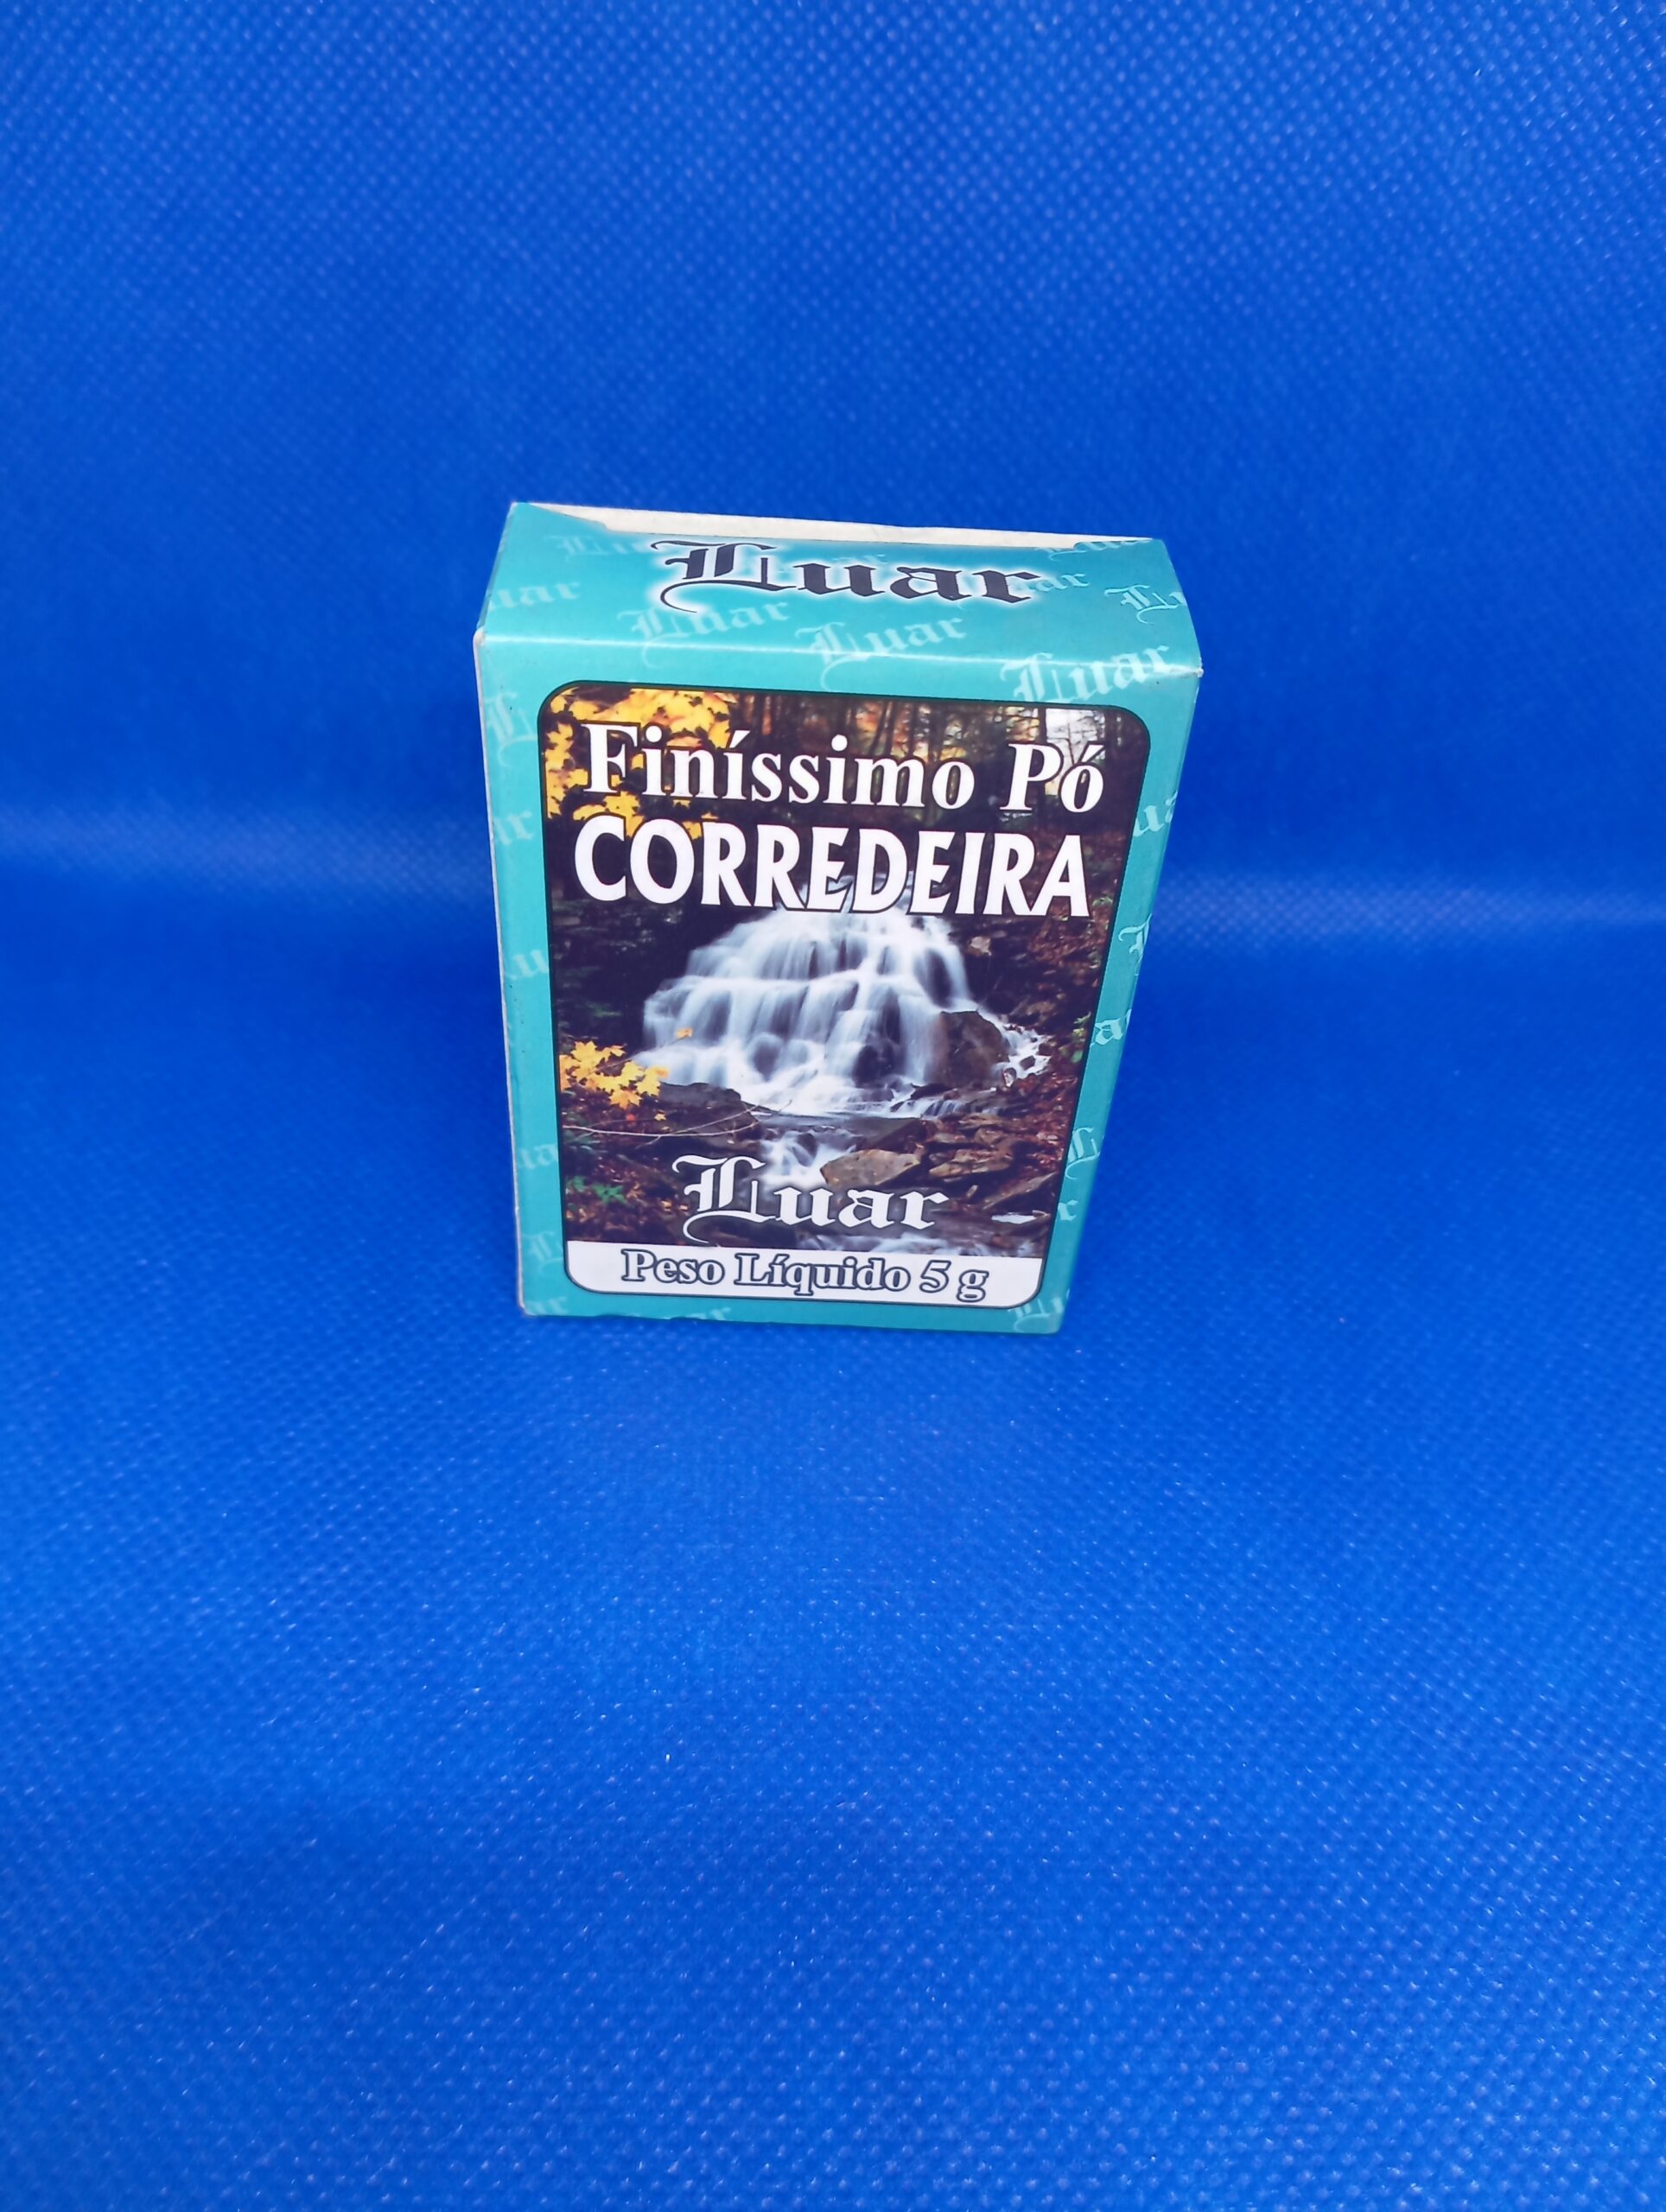 Luar
Finíssimo Pó
CORREDEIRA
Luar
Peso Líquido 5 g